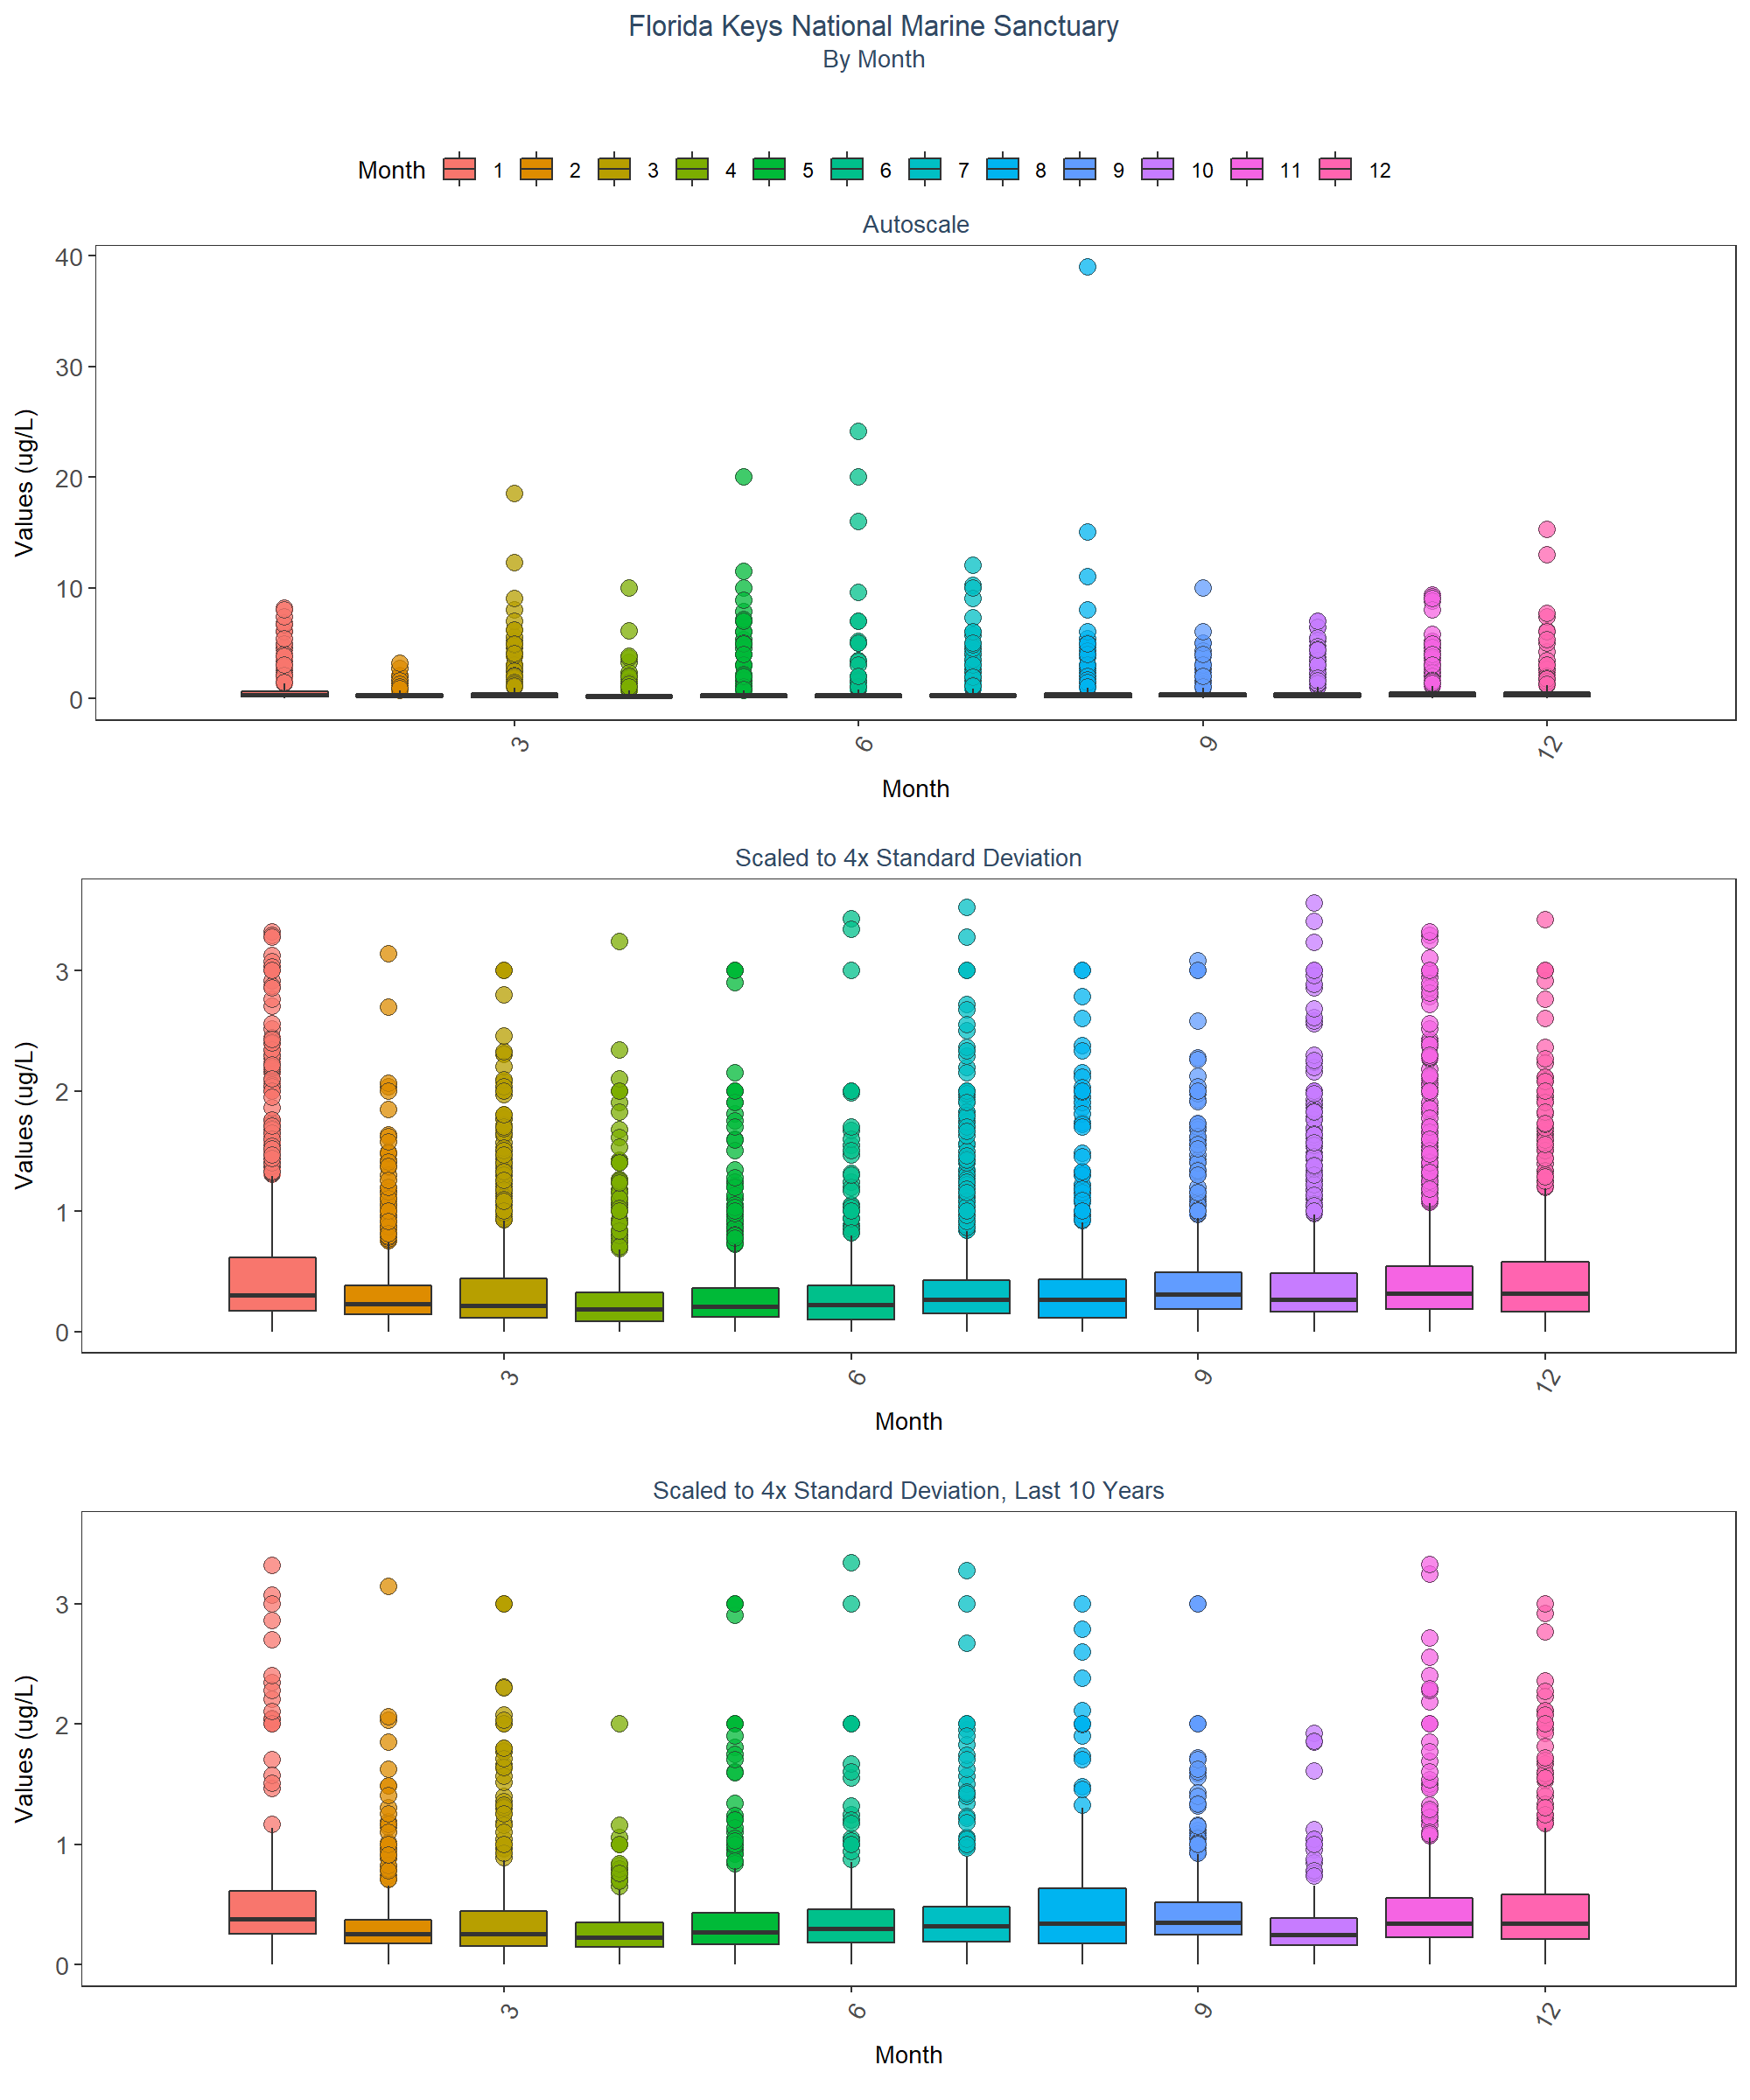 Florida Keys National Marine Sanctuary
By Month
Month 1 2 3 4 5 6 7 8 9 10 11 12
Autoscale
40
30
20
10
0
Values (ug/L)
3 6 9 12
Month
Scaled to 4x Standard Deviation
3
2
1
0
Values (ug/L)
3 6 9 12
Month
Scaled to 4x Standard Deviation, Last 10 Years
3
2
1
0
Values (ug/L)
3 6 9 12
Month